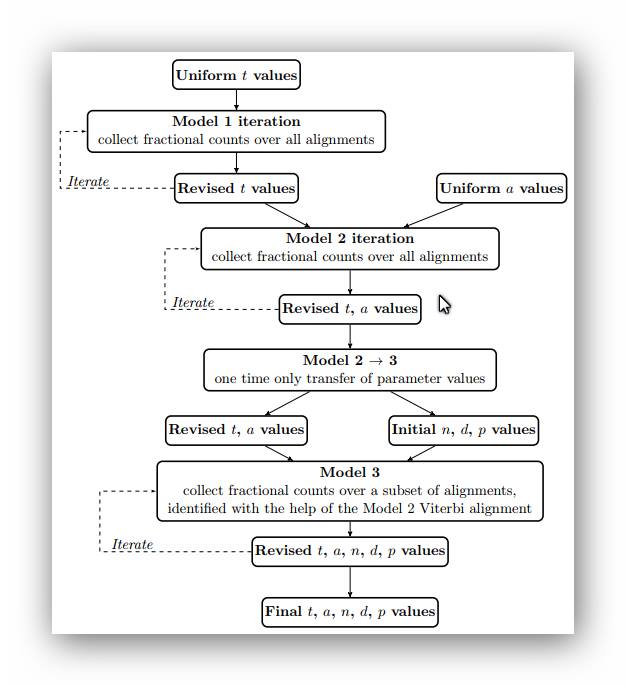 Uniform t values
Model 1 iteration
collect fractional counts over all alignments
Iterate
Revised t values
Uniform a values
Model 2 iteration
collect fractional counts over all alignments
Iterate
Revised t, a values
Model 2 → 3
one time only transfer of parameter values
Revised t, a values
Initial n, d, p values
Model 3
collect fractional counts over a subset of alignments,
identified with the help of the Model 2 Viterbi alignment
Iterate
Revised t, a, n, d, p values
Final t, a, n, d, p values